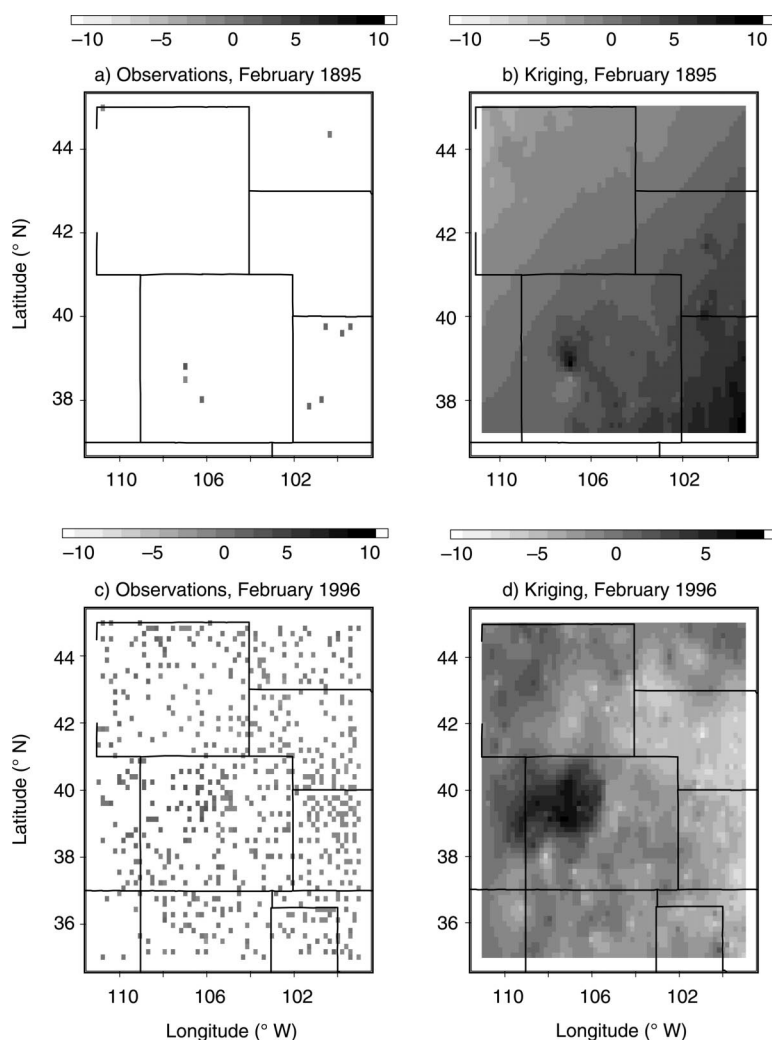 −10 −5 0 5 10 −10 −5 0 5 10
a) Observations, February 1895 b) Kriging, February 1895
44 44
42 42
Latitude (° N)
40 40
38 38
110 106 102 110 106 102
−10 −5 0 5 10 −10 −5 0 5
c) Observations, February 1996 d) Kriging, February 1996
44 44
42 42
Latitude (° N)
40 40
38 38
36 36
110 106 102 110 106 102
Longitude (° W) Longitude (° W)